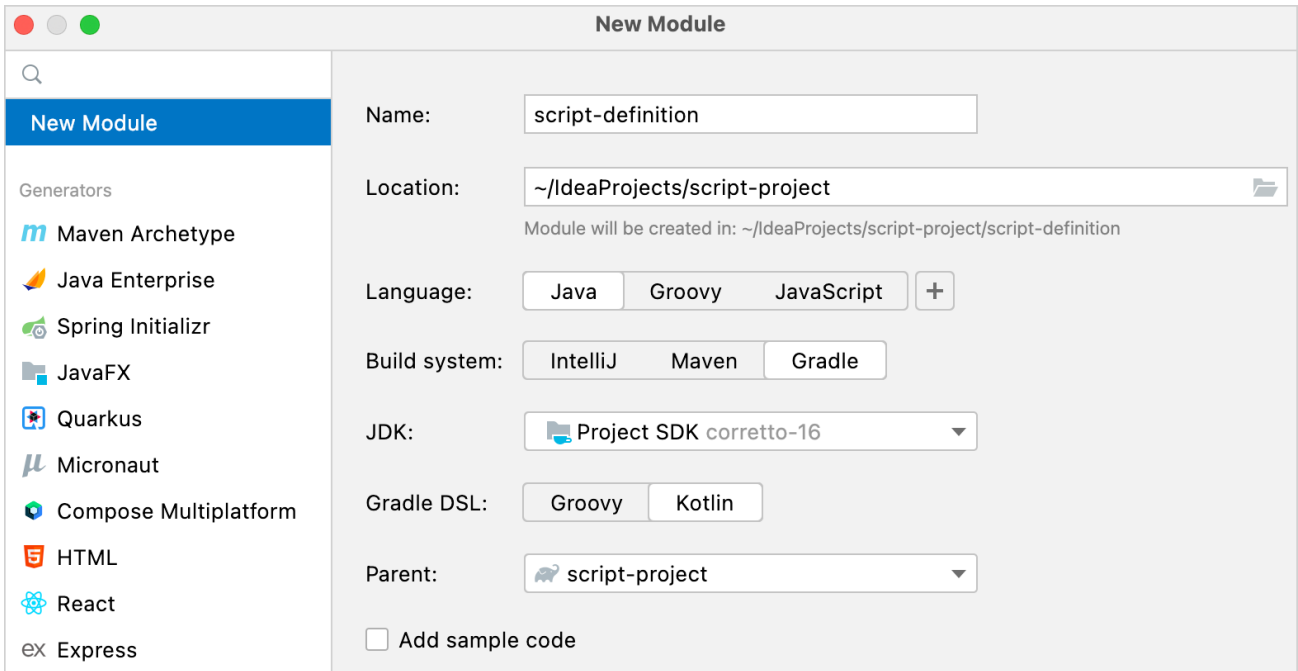 New Module
New Module
Generators
Maven Archetype
Java Enterprise
Spring Initializr
JavaFX
Quarkus
Micronaut
Compose Multiplatform
HTML
React
ex Express
Name: script-definition
Location: ~/IdeaProjects/script-project
Module will be created in: ~/IdeaProjects/script-project/script-definition
Language: Java Groovy JavaScript +
Build system: IntelliJ Maven Gradle
JDK: Project SDK corretto-16
Gradle DSL: Groovy Kotlin
Parent: script-project
Add sample code